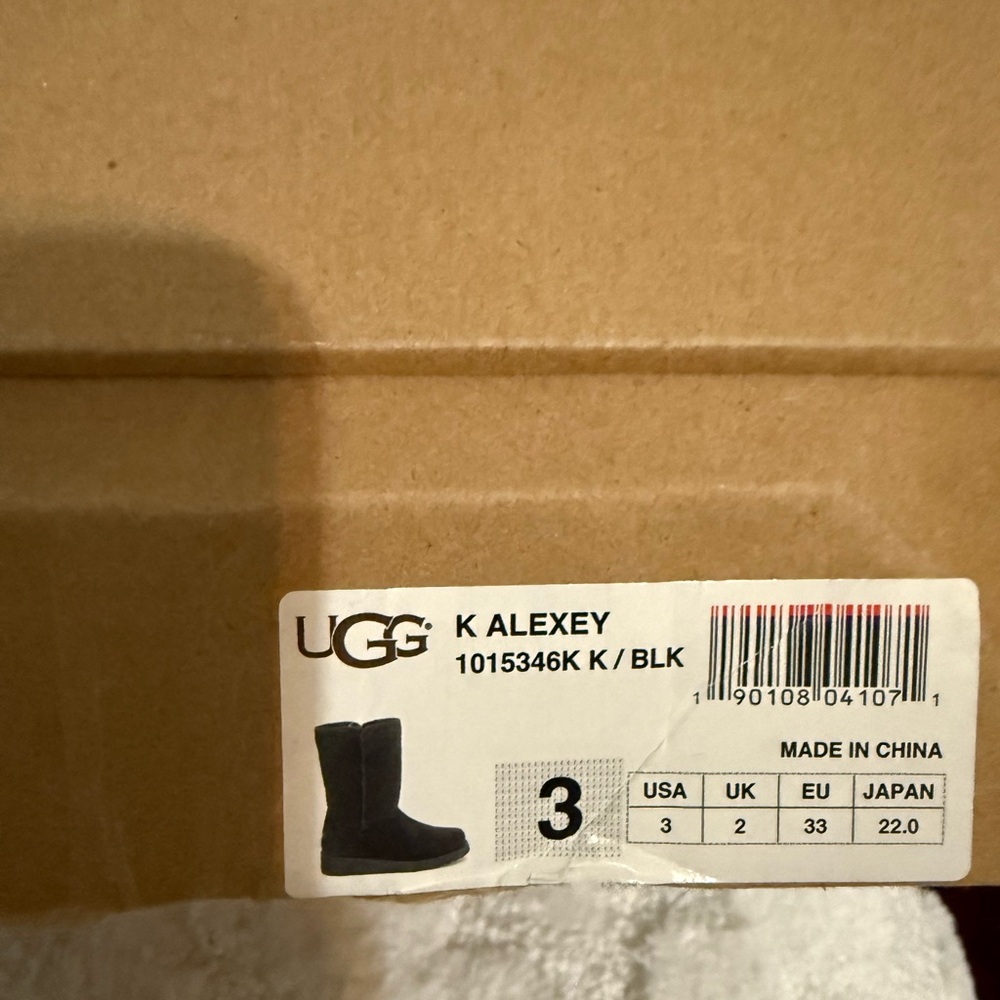 UGG®
K ALEXEY
1015346K K / BLK
1 90108 04107 1
MADE IN CHINA
3
USA UK EU JAPAN
3 2 33 22.0